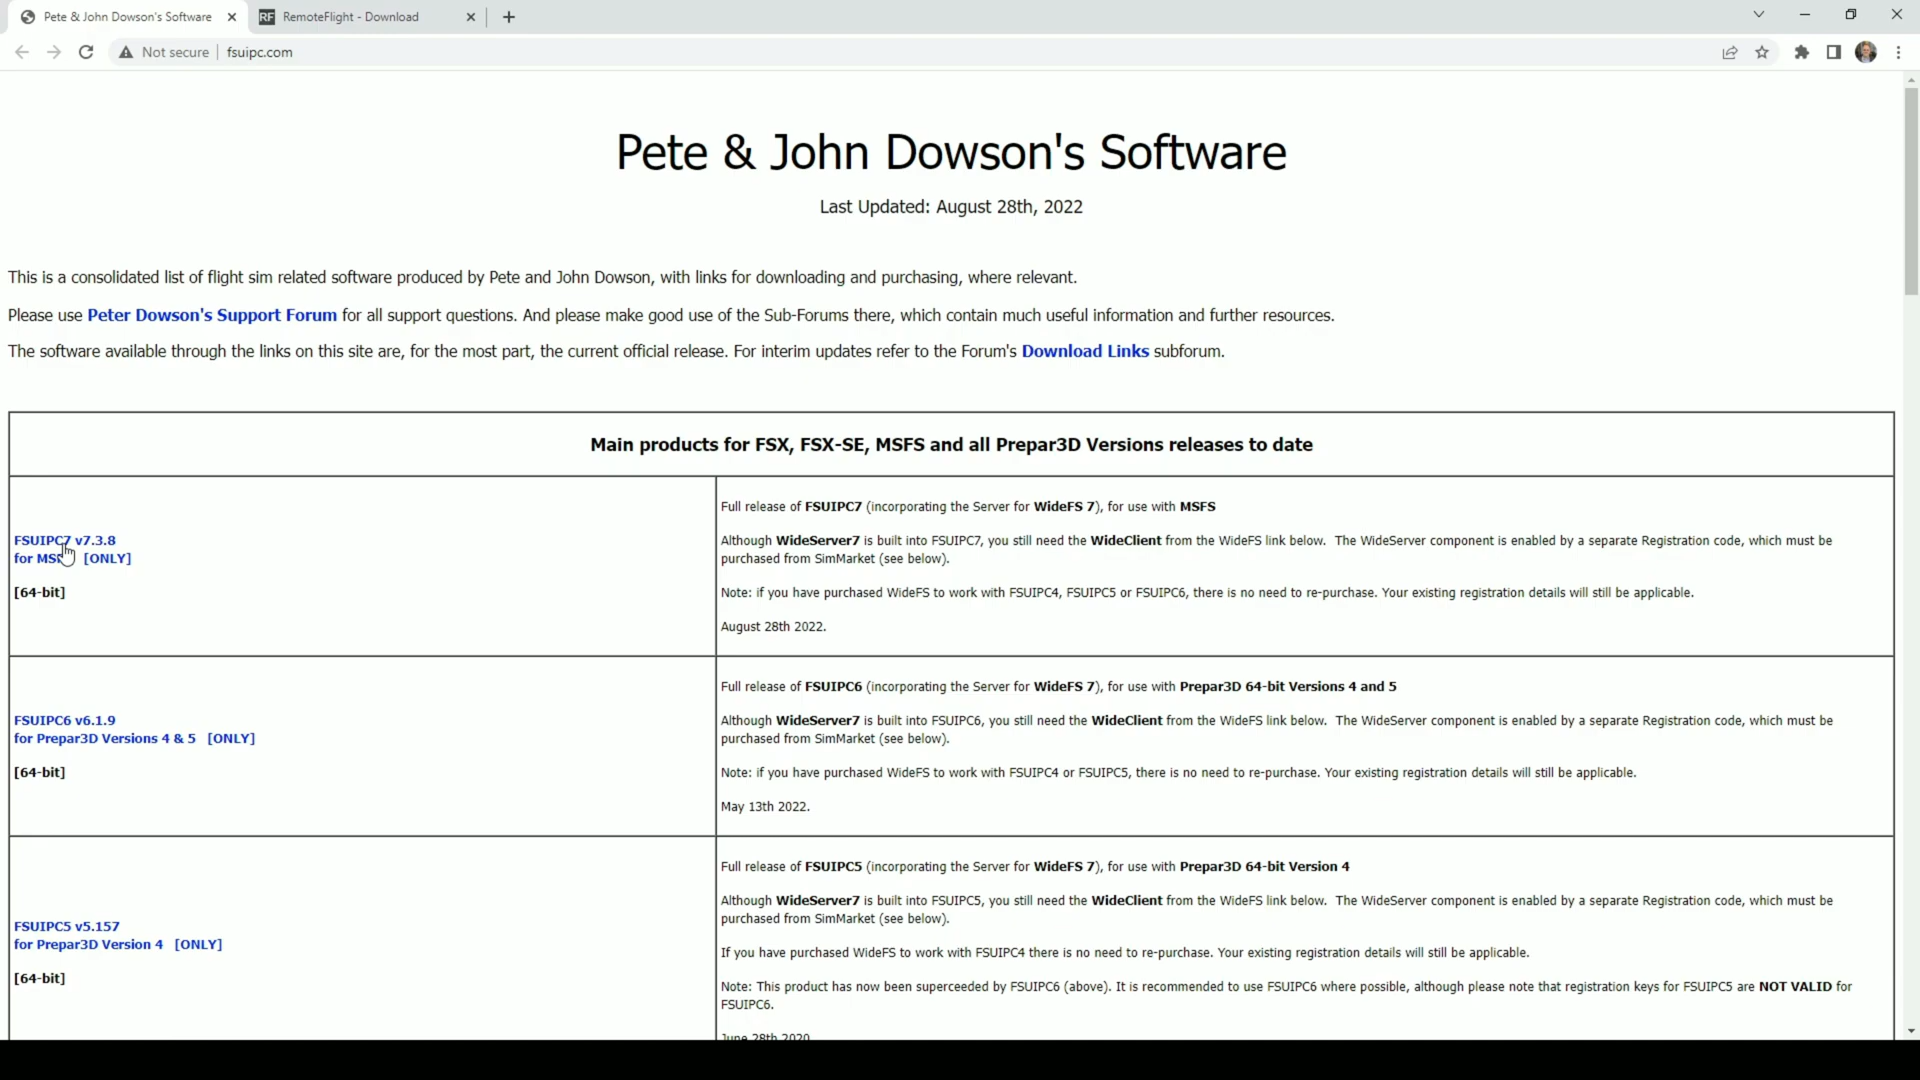 Pete & John Dowson's Software
RF RemoteFlight - Download
Not secure
fsuipc.com
Pete & John Dowson's Software
Last Updated: August 28th, 2022
This is a consolidated list of flight sim related software produced by Pete and John Dowson, with links for downloading and purchasing, where relevant.
Please use Peter Dowson's Support Forum for all support questions. And please make good use of the Sub-Forums there, which contain much useful information and further resources.
The software available through the links on this site are, for the most part, the current official release. For interim updates refer to the Forum's Download Links subforum.
Main products for FSX, FSX-SE, MSFS and all Prepar3D Versions releases to date
FSUIPC7 v7.3.8
for [ONLY]
[64-bit]
Full release of FSUIPC7 (incorporating the Server for WideFS 7), for use with MSFS
Although WideServer7 is built into FSUIPC7, you still need the WideClient from the WideFS link below. The WideServer component is enabled by a separate Registration code, which must be
purchased from SimMarket (see below).
Note: if you have purchased WideFS to work with FSUIPC4, FSUIPC5 or FSUIPC6, there is no need to re-purchase. Your existing registration details will still be applicable.
August 28th 2022.
FSUIPC6 v6.1.9
for Prepar3D Versions 4 & 5 [ONLY]
[64-bit]
Full release of FSUIPC6 (incorporating the Server for WideFS 7), for use with Prepar3D 64-bit Versions 4 and 5
Although WideServer7 is built into FSUIPC6, you still need the WideClient from the WideFS link below. The WideServer component is enabled by a separate Registration code, which must be
purchased from SimMarket (see below).
Note: if you have purchased WideFS to work with FSUIPC4 or FSUIPC5, there is no need to re-purchase. Your existing registration details will still be applicable.
May 13th 2022.
FSUIPC5 v5.157
for Prepar3D Version 4 [ONLY]
[64-bit]
Full release of FSUIPC5 (incorporating the Server for WideFS 7), for use with Prepar3D 64-bit Version 4
Although WideServer7 is built into FSUIPC5, you still need the WideClient from the WideFS link below. The WideServer component is enabled by a separate Registration code, which must be
purchased from SimMarket (see below).
If you have purchased WideFS to work with FSUIPC4 there is no need to re-purchase. Your existing registration details will still be applicable.
Note: This product has now been superceeded by FSUIPC6 (above). It is recommended to use FSUIPC6 where possible, although please note that registration keys for FSUIPC5 are NOT VALID for
FSUIPC6.
June 28th 2020